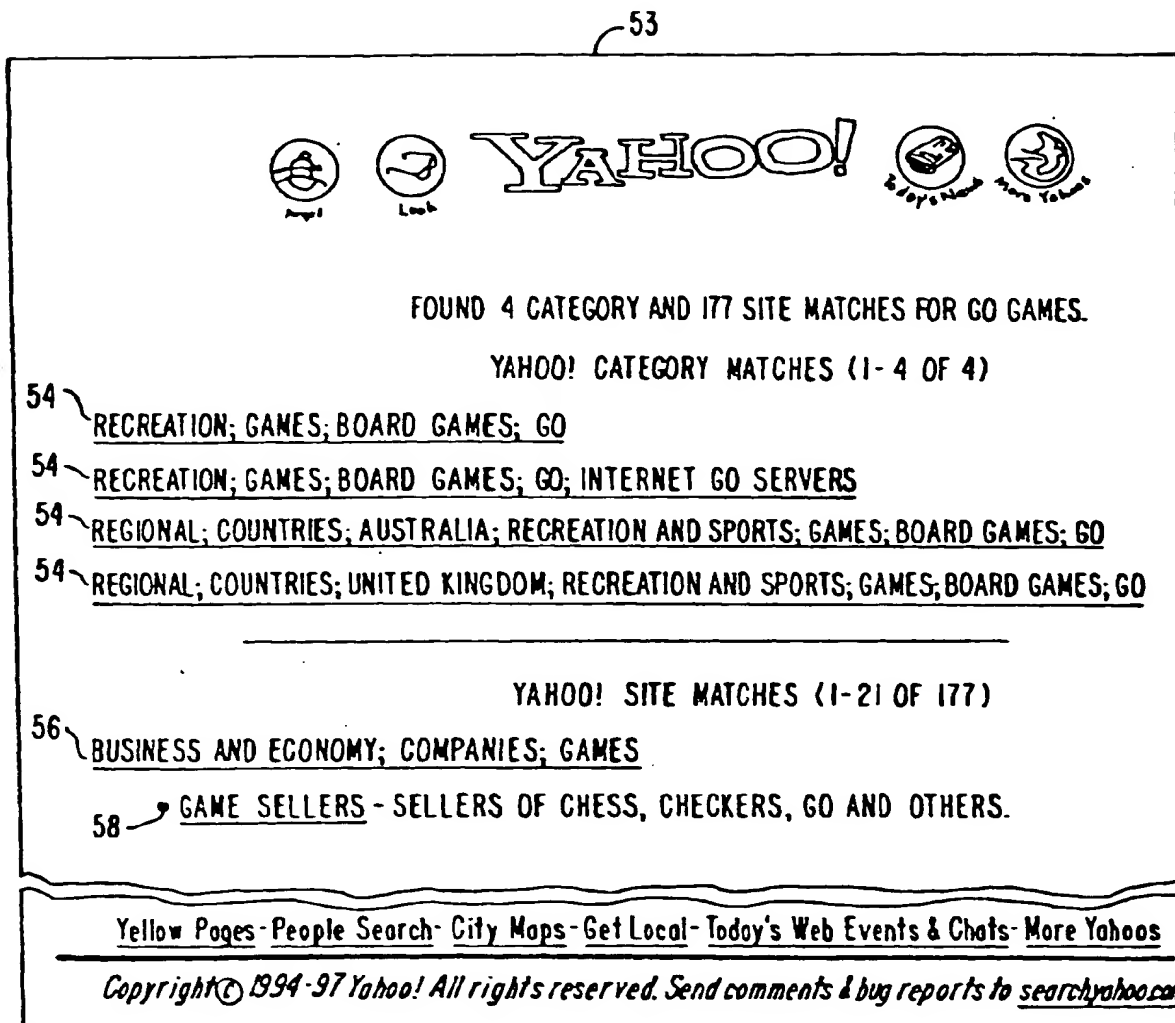 53
YAHOO!
Look Today's News More Yahoos
FOUND 4 CATEGORY AND 177 SITE MATCHES FOR GO GAMES.
YAHOO! CATEGORY MATCHES (1-4 OF 4)
54
RECREATION; GAMES; BOARD GAMES; GO
54
RECREATION; GAMES; BOARD GAMES; GO; INTERNET GO SERVERS
54
REGIONAL; COUNTRIES; AUSTRALIA; RECREATION AND SPORTS; GAMES; BOARD GAMES; GO
54
REGIONAL; COUNTRIES; UNITED KINGDOM; RECREATION AND SPORTS; GAMES; BOARD GAMES; GO
YAHOO! SITE MATCHES (1-21 OF 177)
56
BUSINESS AND ECONOMY; COMPANIES; GAMES
58
• GAME SELLERS - SELLERS OF CHESS, CHECKERS, GO AND OTHERS.
Yellow Pages - People Search - City Maps - Get Local - Today's Web Events & Chats - More Yahoos
Copyright © 1994-97 Yahoo! All rights reserved. Send comments & bug reports to searchyahoo.com